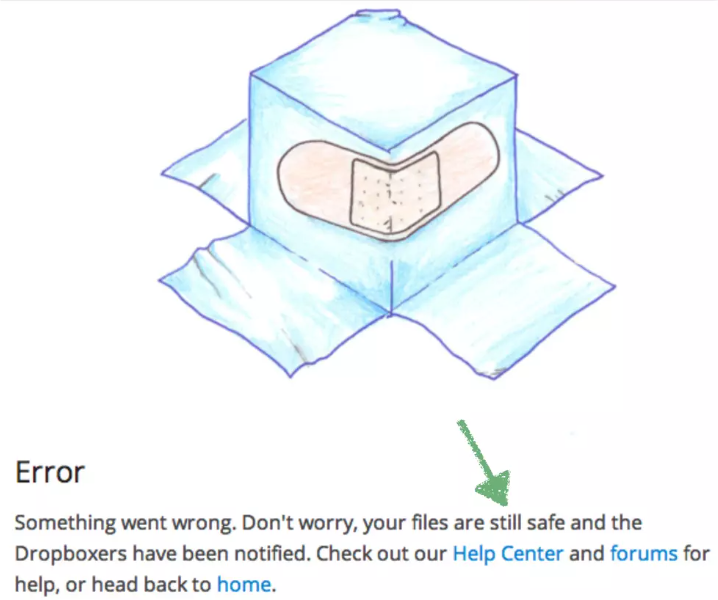 Error
Something went wrong. Don't worry, your files are still safe and the
Dropboxers have been notified. Check out our Help Center and forums for
help, or head back to home.